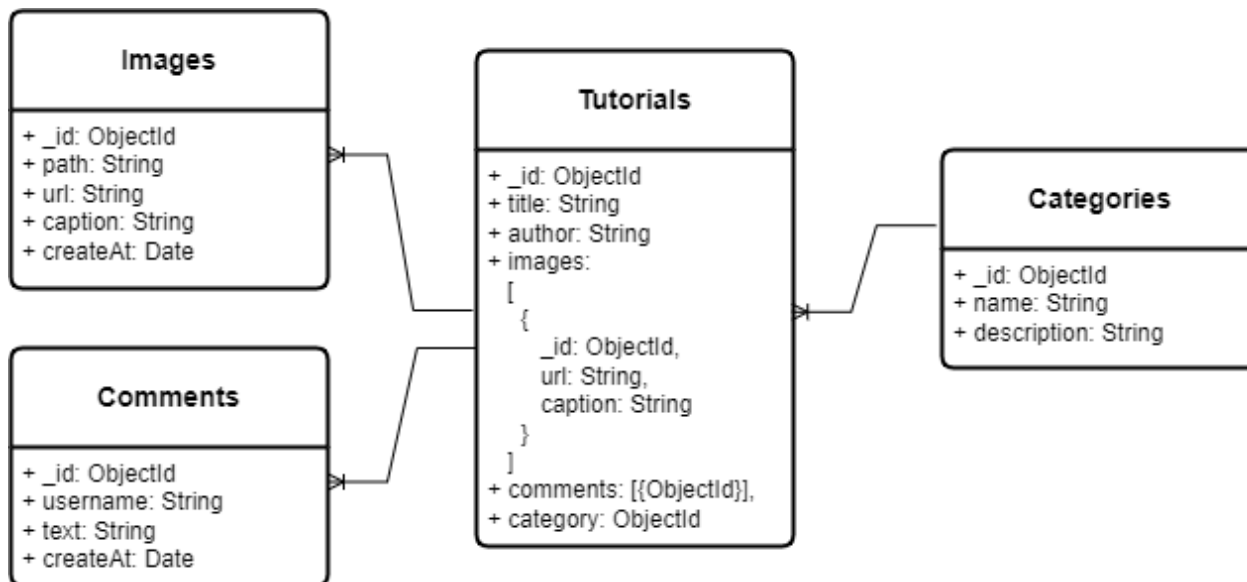 Images
+ _id: ObjectId
+ path: String
+ url: String
+ caption: String
+ createAt: Date
Comments
+ _id: ObjectId
+ username: String
+ text: String
+ createAt: Date
Tutorials
+ _id: ObjectId
+ title: String
+ author: String
+ images:
[
{
_id: ObjectId,
url: String,
caption: String
}
]
+ comments: [{ObjectId}],
+ category: ObjectId
Categories
+ _id: ObjectId
+ name: String
+ description: String